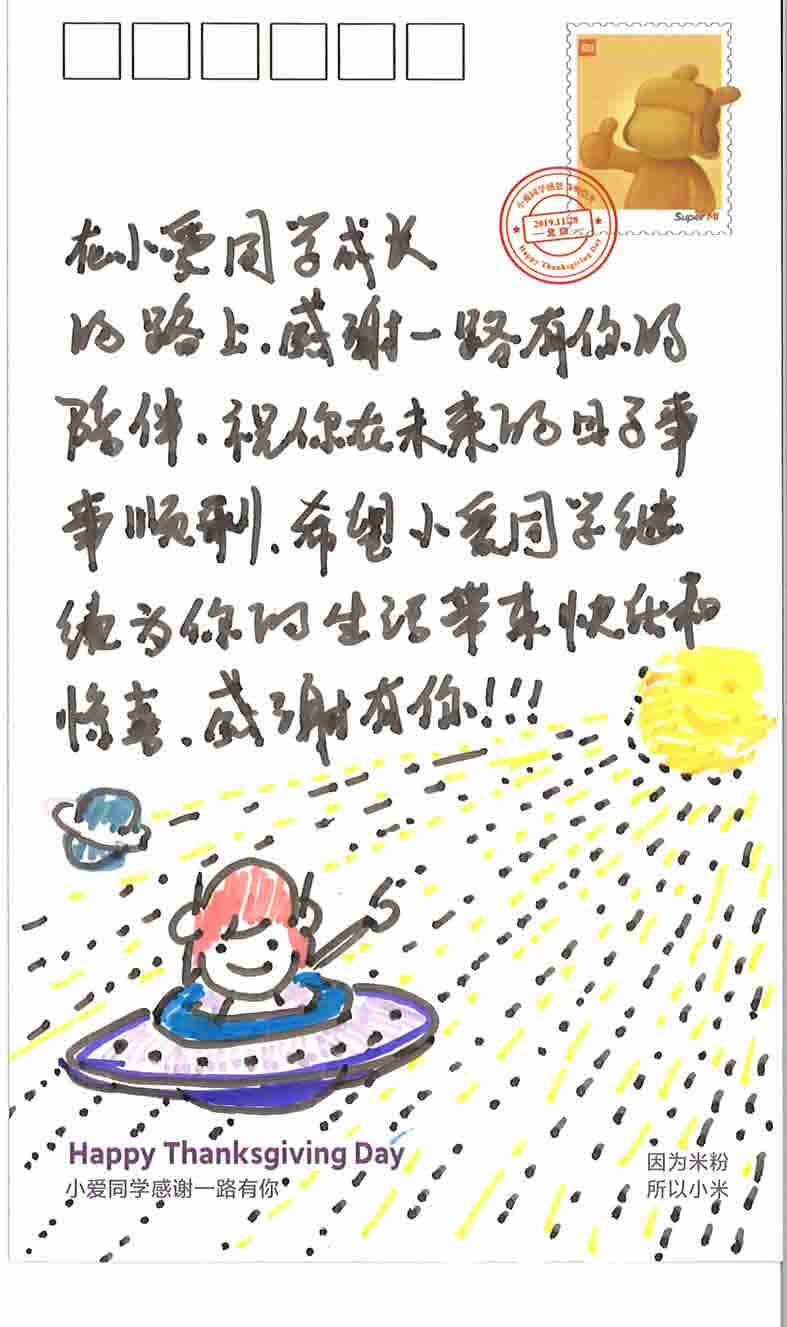 MI
Super MI
2019.11.28
北京
Happy Thanksgiving Day
在小爱同学成长
的路上.感谢一路有你的
陪伴.祝你在未来的日子事
事顺利.希望小爱同学继
续为你的生活带来快乐和
惊喜.感谢有你!!!
Happy Thanksgiving Day
小爱同学感谢一路有你
因为米粉
所以小米